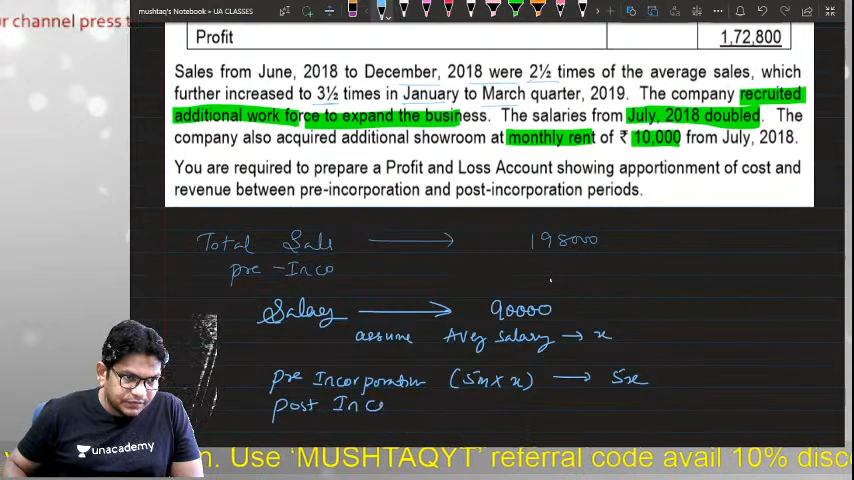 ur channel press t
mushtaq's Notebook » UA CLASSES
Profit 1,72,800
Sales from June, 2018 to December, 2018 were 2½ times of the average sales, which
further increased to 3½ times in January to March quarter, 2019. The company recruited
additional work force to expand the business. The salaries from July, 2018 doubled. The
company also acquired additional showroom at monthly rent of ₹ 10,000 from July, 2018.
You are required to prepare a Profit and Loss Account showing apportionment of cost and
revenue between pre-incorporation and post-incorporation periods.
Total Sale → 198000
pre - Inco
Salary → 90000
assume Aveg salary → x
pre Incorporation (5m x x) → 5x
post Inco
unacademy
n. Use ‘MUSHTAQYT’ referral code avail 10% disc